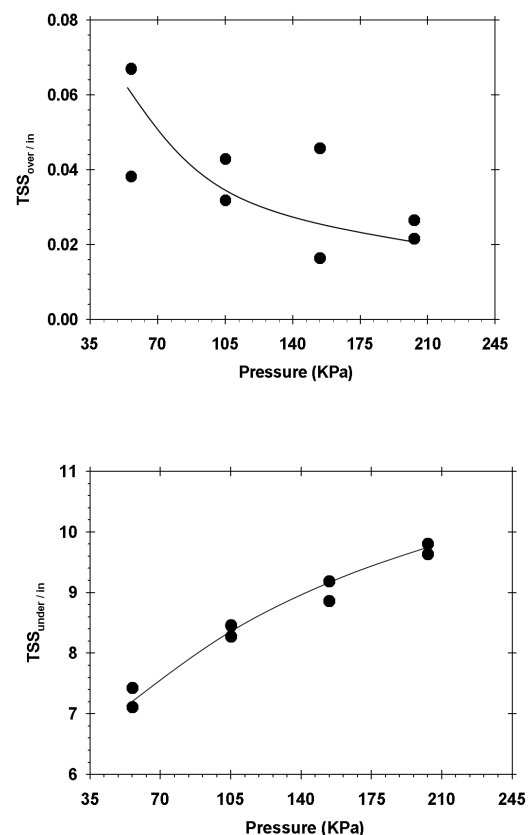 0.08
0.06
0.04
0.02
0.00
TSSover / in
35 70 105 140 175 210 245
Pressure (KPa)
11
10
9
8
7
6
TSSunder / in
35 70 105 140 175 210 245
Pressure (KPa)